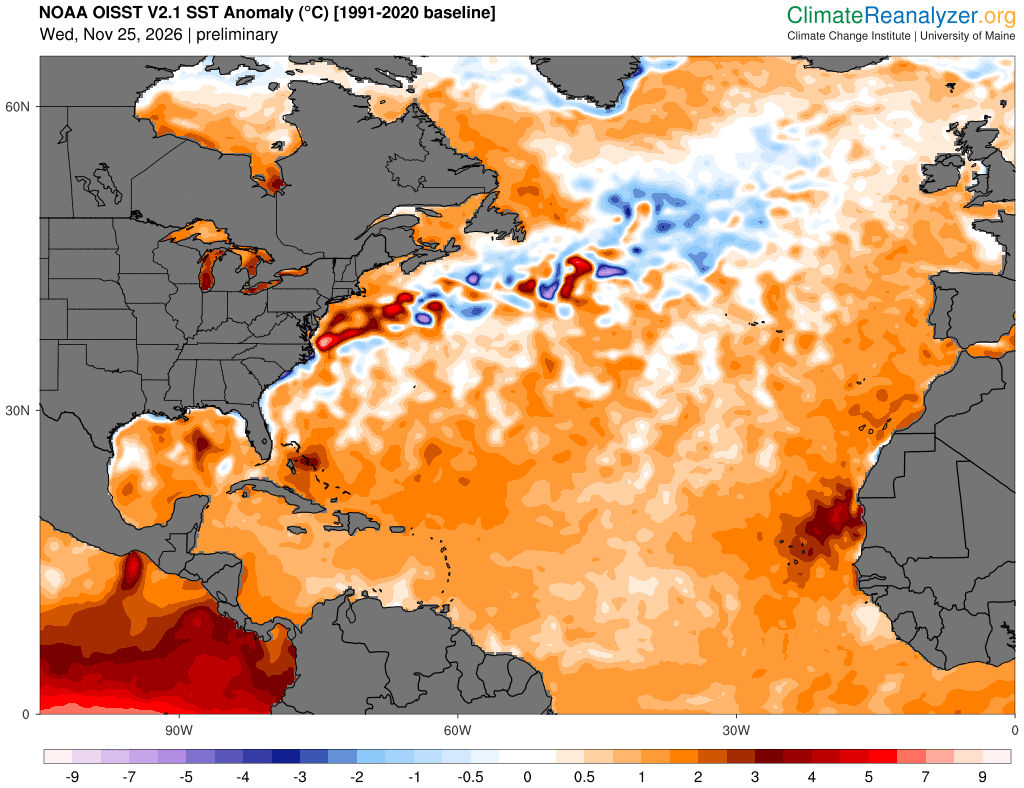 NOAA OISST V2.1 SST Anomaly (°C) [1991-2020 baseline]
Wed, Nov 25, 2026 | preliminary
ClimateReanalyzer.org
Climate Change Institute | University of Maine
60N
30N
0
90W
60W
30W
0
-9
-7
-5
-4
-3
-2
-1
-0.5
0
0.5
1
2
3
4
5
7
9